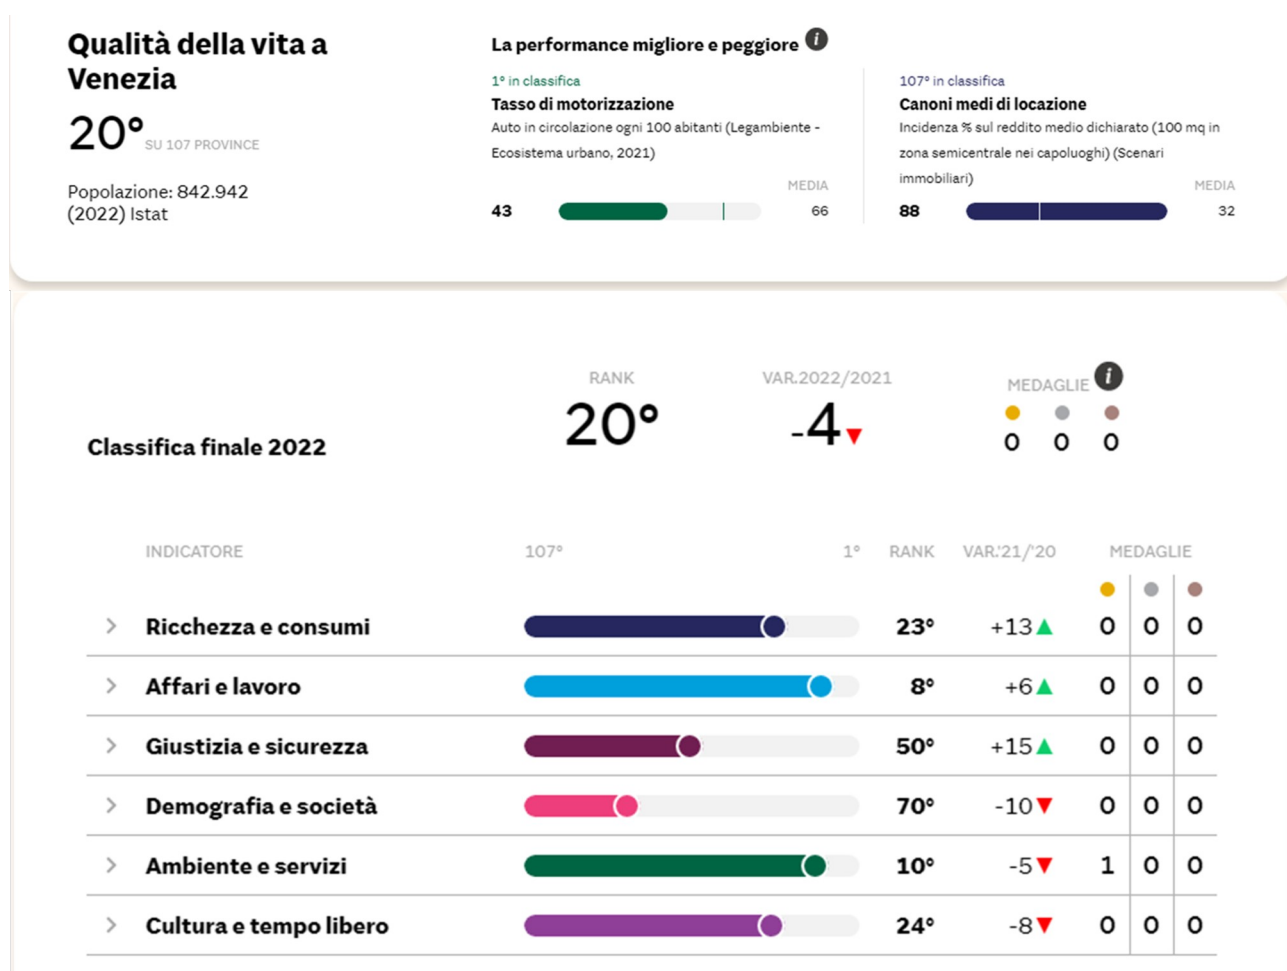 Qualità della vita a
Venezia
20° SU 107 PROVINCE
Popolazione: 842.942
(2022) Istat
La performance migliore e peggiore i
1° in classifica
Tasso di motorizzazione
Auto in circolazione ogni 100 abitanti (Legambiente -
Ecosistema urbano, 2021)
MEDIA
43 66
107° in classifica
Canoni medi di locazione
Incidenza % sul reddito medio dichiarato (100 mq in
zona semicentrale nei capoluoghi) (Scenari
immobiliari)
MEDIA
88 32
RANK VAR.2022/2021 MEDAGLIE i
Classifica finale 2022 20° -4 0 0 0
INDICATORE 107° 1° RANK VAR.'21/'20 MEDAGLIE
Ricchezza e consumi 23° +13 0 0 0
Affari e lavoro 8° +6 0 0 0
Giustizia e sicurezza 50° +15 0 0 0
Demografia e società 70° -10 0 0 0
Ambiente e servizi 10° -5 1 0 0
Cultura e tempo libero 24° -8 0 0 0